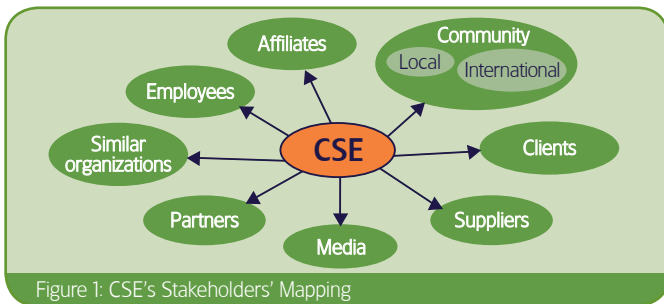 Affiliates
Community
Local
International
Employees
CSE
Similar
organizations
Clients
Partners
Suppliers
Media
Figure 1: CSE's Stakeholders' Mapping